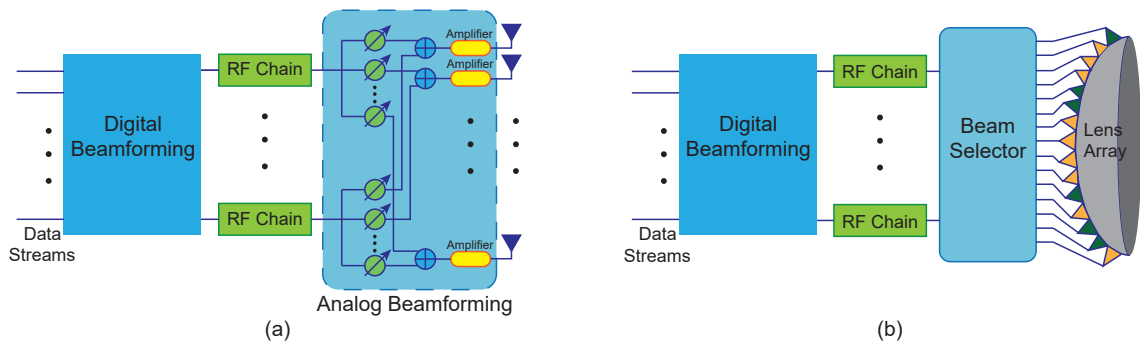 Digital
Beamforming
RF Chain
RF Chain
Amplifier
Amplifier
Amplifier
Data
Streams
Analog Beamforming
(a)
Digital
Beamforming
RF Chain
RF Chain
Beam
Selector
Lens
Array
Data
Streams
(b)